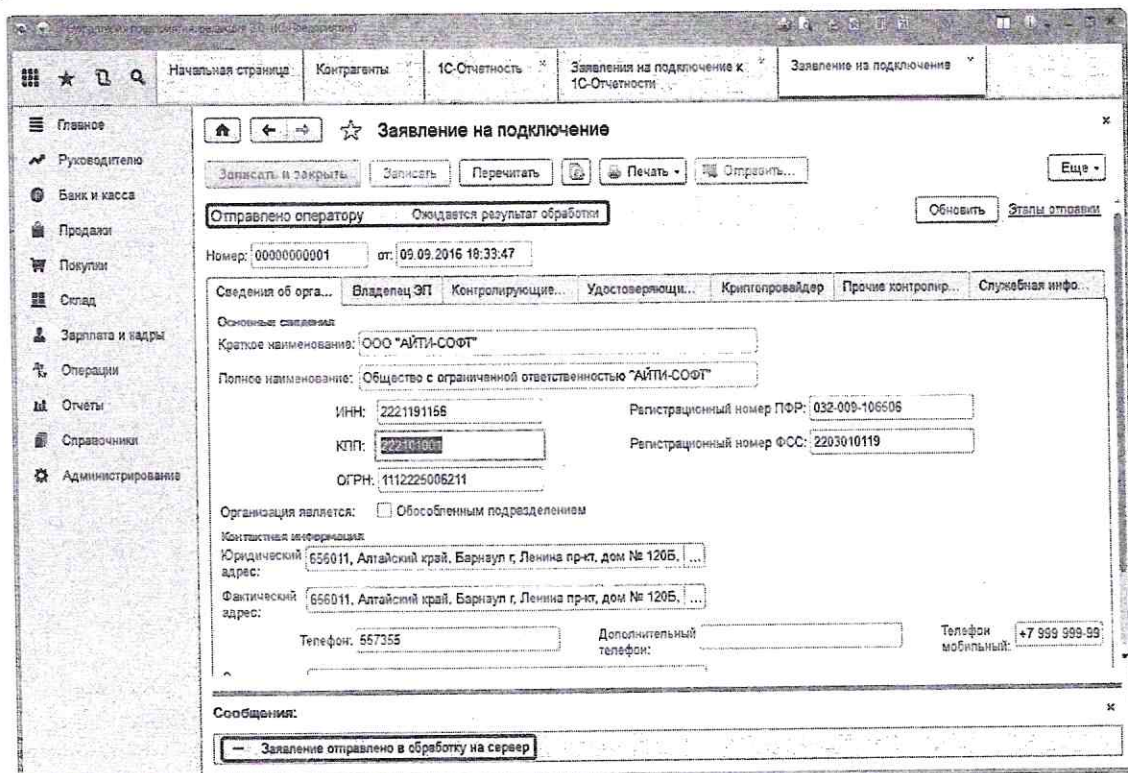 Начальная страница
Контрагенты
1С-Отчетность
Заявления на подключение к
1С-Отчетности
Заявление на подключение
Главное
Руководителю
Банк и касса
Продажи
Покупки
Склад
Зарплата и кадры
Операции
Отчеты
Справочники
Администрирование
Заявление на подключение
Записать и закрыть
Записать
Перечитать
Печать
Отправить...
Еще
Отправлено оператору
Ожидается результат обработки
Обновить
Этапы отправки
Номер: 00000000001 от: 09.09.2016 18:33:47
Сведения об орга...
Владелец ЭП
Контролирующие...
Удостоверяющи...
Криптопровайдер
Прочие контролир...
Служебная инфо...
Основные сведения
Краткое наименование: ООО "АЙТИ-СОФТ"
Полное наименование: Общество с ограниченной ответственностью "АЙТИ-СОФТ"
ИНН: 2221191156
Регистрационный номер ПФР: 032-009-106506
КПП: 222101001
Регистрационный номер ФСС: 2203010119
ОГРН: 1112225006211
Организация является: Обособленным подразделением
Контактная информация
Юридический адрес: 656011, Алтайский край, Барнаул г, Ленина пр-кт, дом № 120Б, ...
Фактический адрес: 656011, Алтайский край, Барнаул г, Ленина пр-кт, дом № 120Б, ...
Телефон: 557355
Дополнительный телефон:
Телефон мобильный: +7 999 999-99
Сообщения:
— Заявление отправлено в обработку на сервер